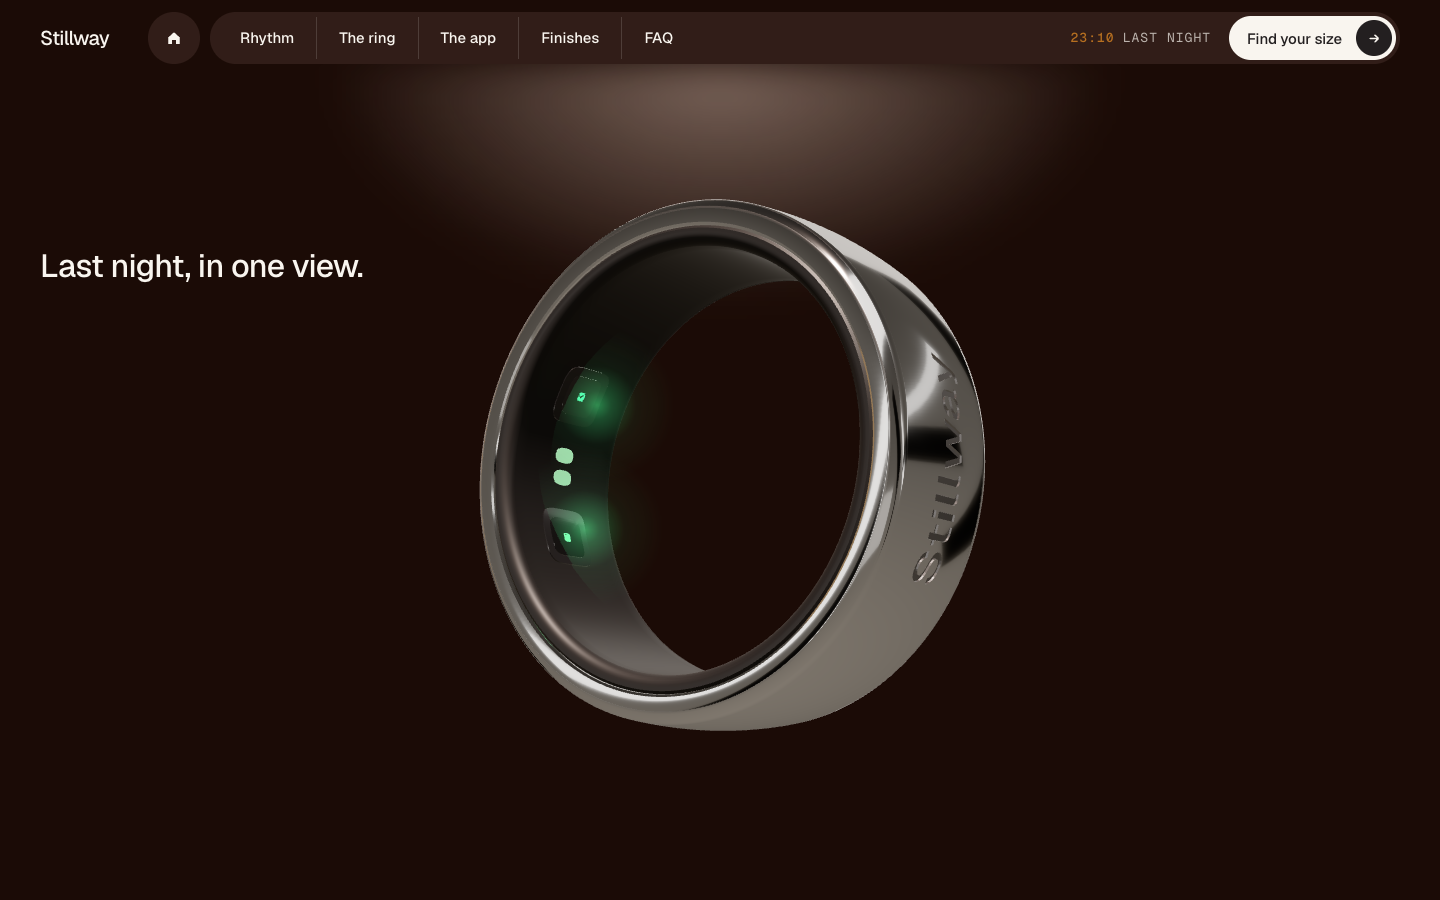 Stillway
Rhythm
The ring
The app
Finishes
FAQ
23:10 LAST NIGHT
Find your size
Last night, in one view.
Stillway